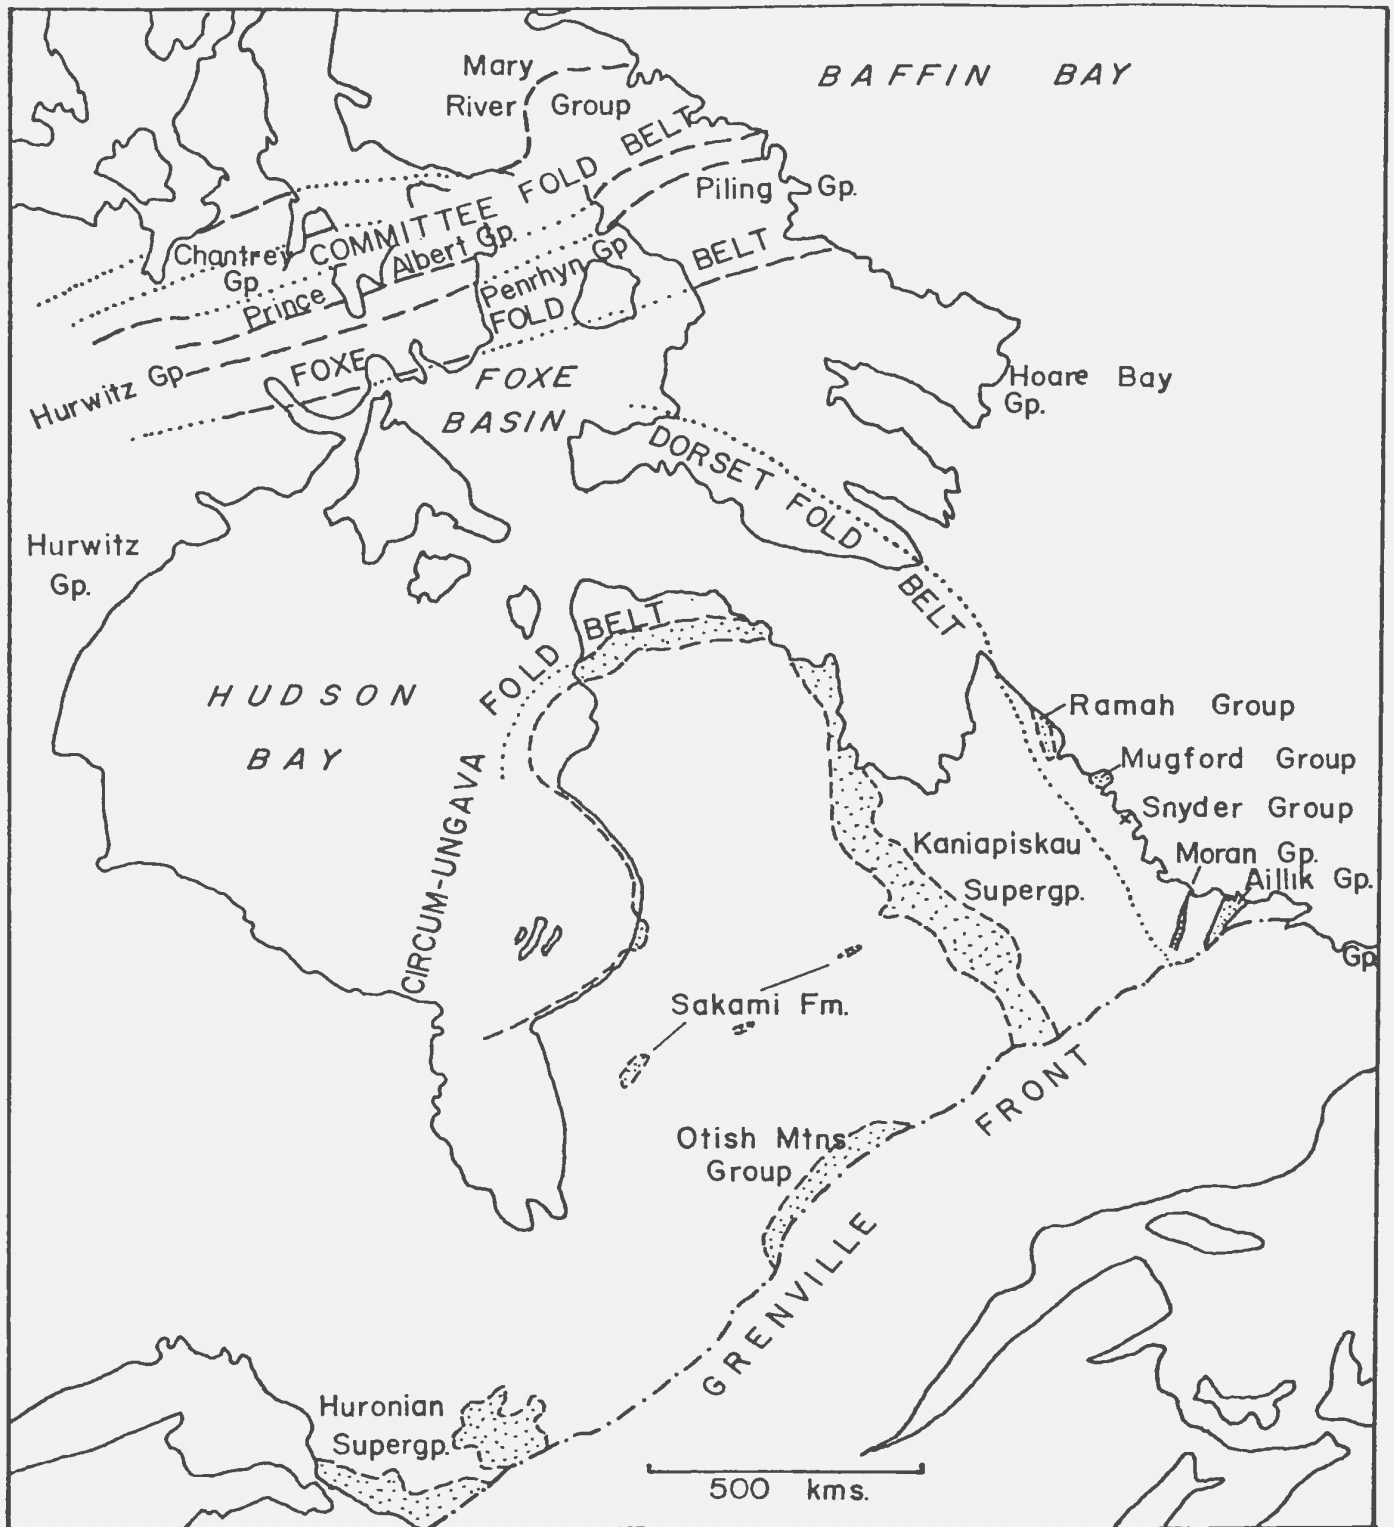 BAFFIN BAY
Mary
River Group
COMMITTEE FOLD BELT
Piling Gp.
Chantrey
Gp
Prince Albert Gp.
Penrhyn Gp
FOXE FOLD BELT
Hurwitz Gp
FOXE
BASIN
Hoare Bay
Gp.
DORSET FOLD BELT
Hurwitz
Gp.
CIRCUM-UNGAVA FOLD BELT
HUDSON
BAY
Ramah Group
Mugford Group
Snyder Group
Kaniapiskau
Supergp.
Moran Gp.
Aillik Gp.
Gp.
Sakami Fm.
Otish Mtns.
Group
GRENVILLE FRONT
Huronian
Supergp.
500 kms.